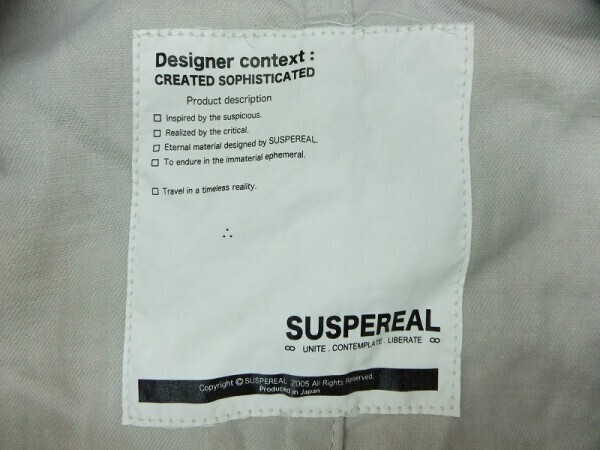 Designer context :
CREATED SOPHISTICATED
Product description
☐ Inspired by the suspicious.
☐ Realized by the critical.
☐ Eternal material designed by SUSPEREAL.
☐ To endure in the immaterial ephemeral.
☐ Travel in a timeless reality.
∴
SUSPEREAL
∞ UNITE . CONTEMPLATE . LIBERATE ∞
Copyright © SUSPEREAL 2005 All Rights Reserved.
Produced in Japan